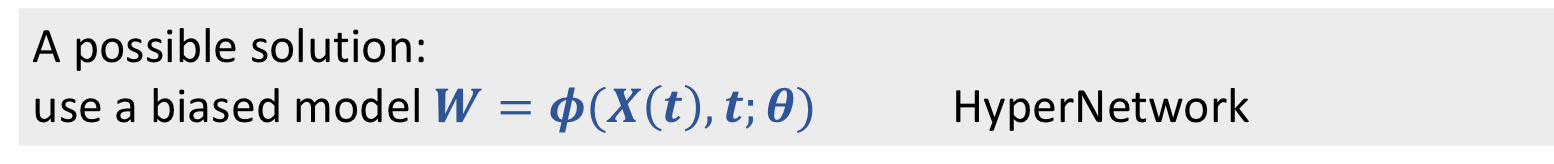 A possible solution:
use a biased model W = ϕ(X(t), t; θ) HyperNetwork